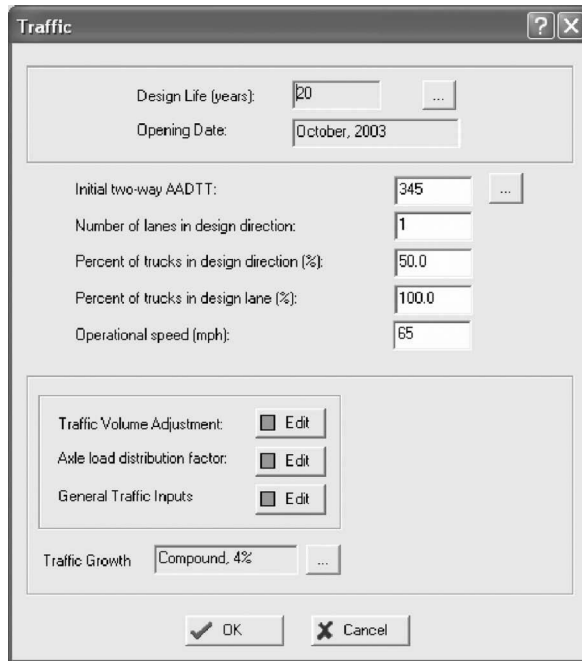 Traffic
Design Life (years): 20 ...
Opening Date: October, 2003
Initial two-way AADTT: 345 ...
Number of lanes in design direction: 1
Percent of trucks in design direction (%): 50.0
Percent of trucks in design lane (%): 100.0
Operational speed (mph): 65
Traffic Volume Adjustment: Edit
Axle load distribution factor: Edit
General Traffic Inputs Edit
Traffic Growth Compound, 4% ...
OK Cancel